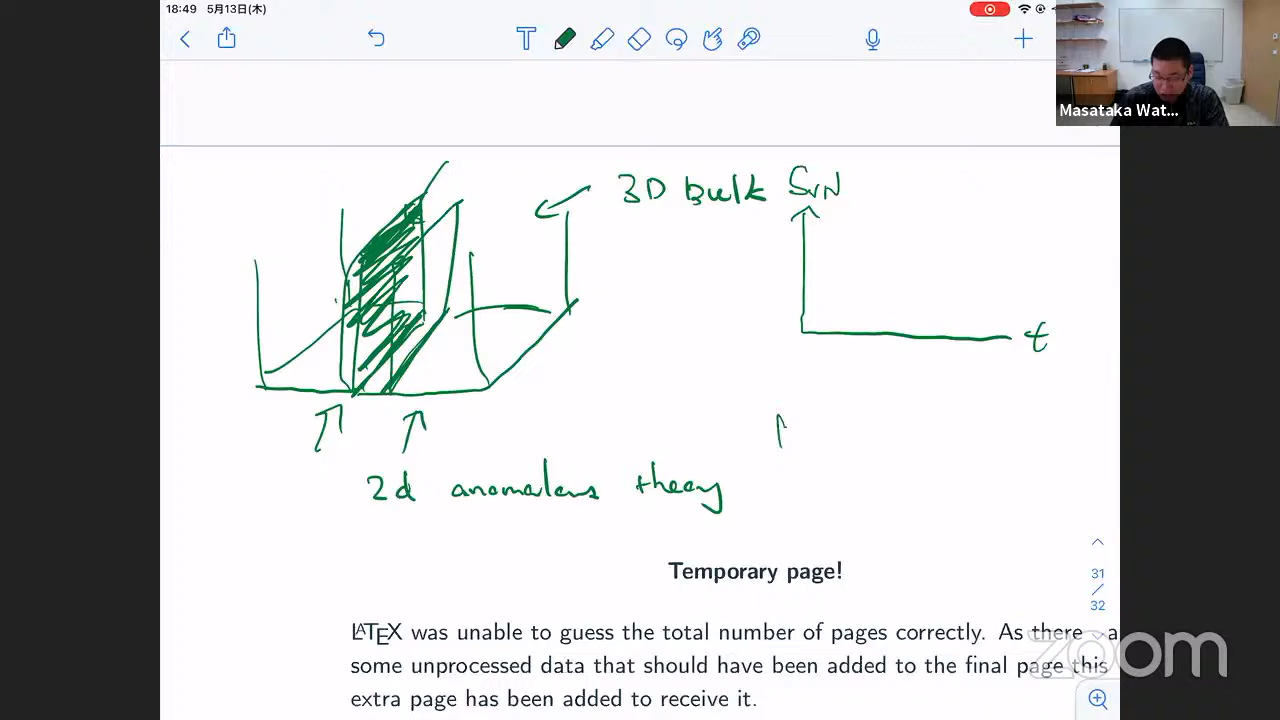 18:49 5月13日(木)
Masataka Wat...
3D bulk
SvN
t
2d anomalous theory
Temporary page!
31
/
32
LATEX was unable to guess the total number of pages correctly. As there
some unprocessed data that should have been added to the final page this
extra page has been added to receive it.
zoom